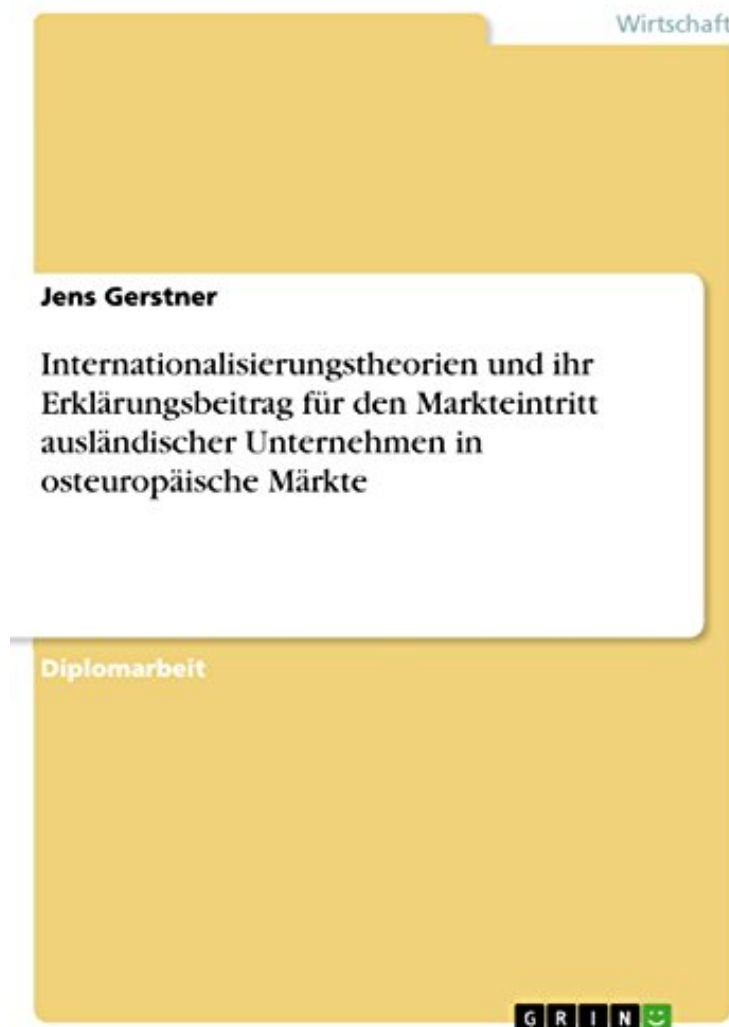 Wirtschaft
Jens Gerstner
Internationalisierungstheorien und ihr
Erklärungsbeitrag für den Markteintritt
ausländischer Unternehmen in
osteuropäische Märkte
Diplomarbeit
GRIN